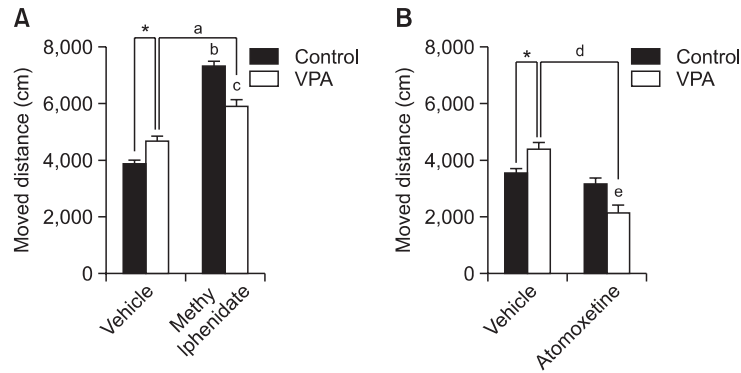 A
*
a
b
c
8,000
6,000
4,000
2,000
0
Moved distance (cm)
Control
VPA
Vehicle
Methy
lphenidate
B
*
d
e
8,000
6,000
4,000
2,000
0
Moved distance (cm)
Control
VPA
Vehicle
Atomoxetine